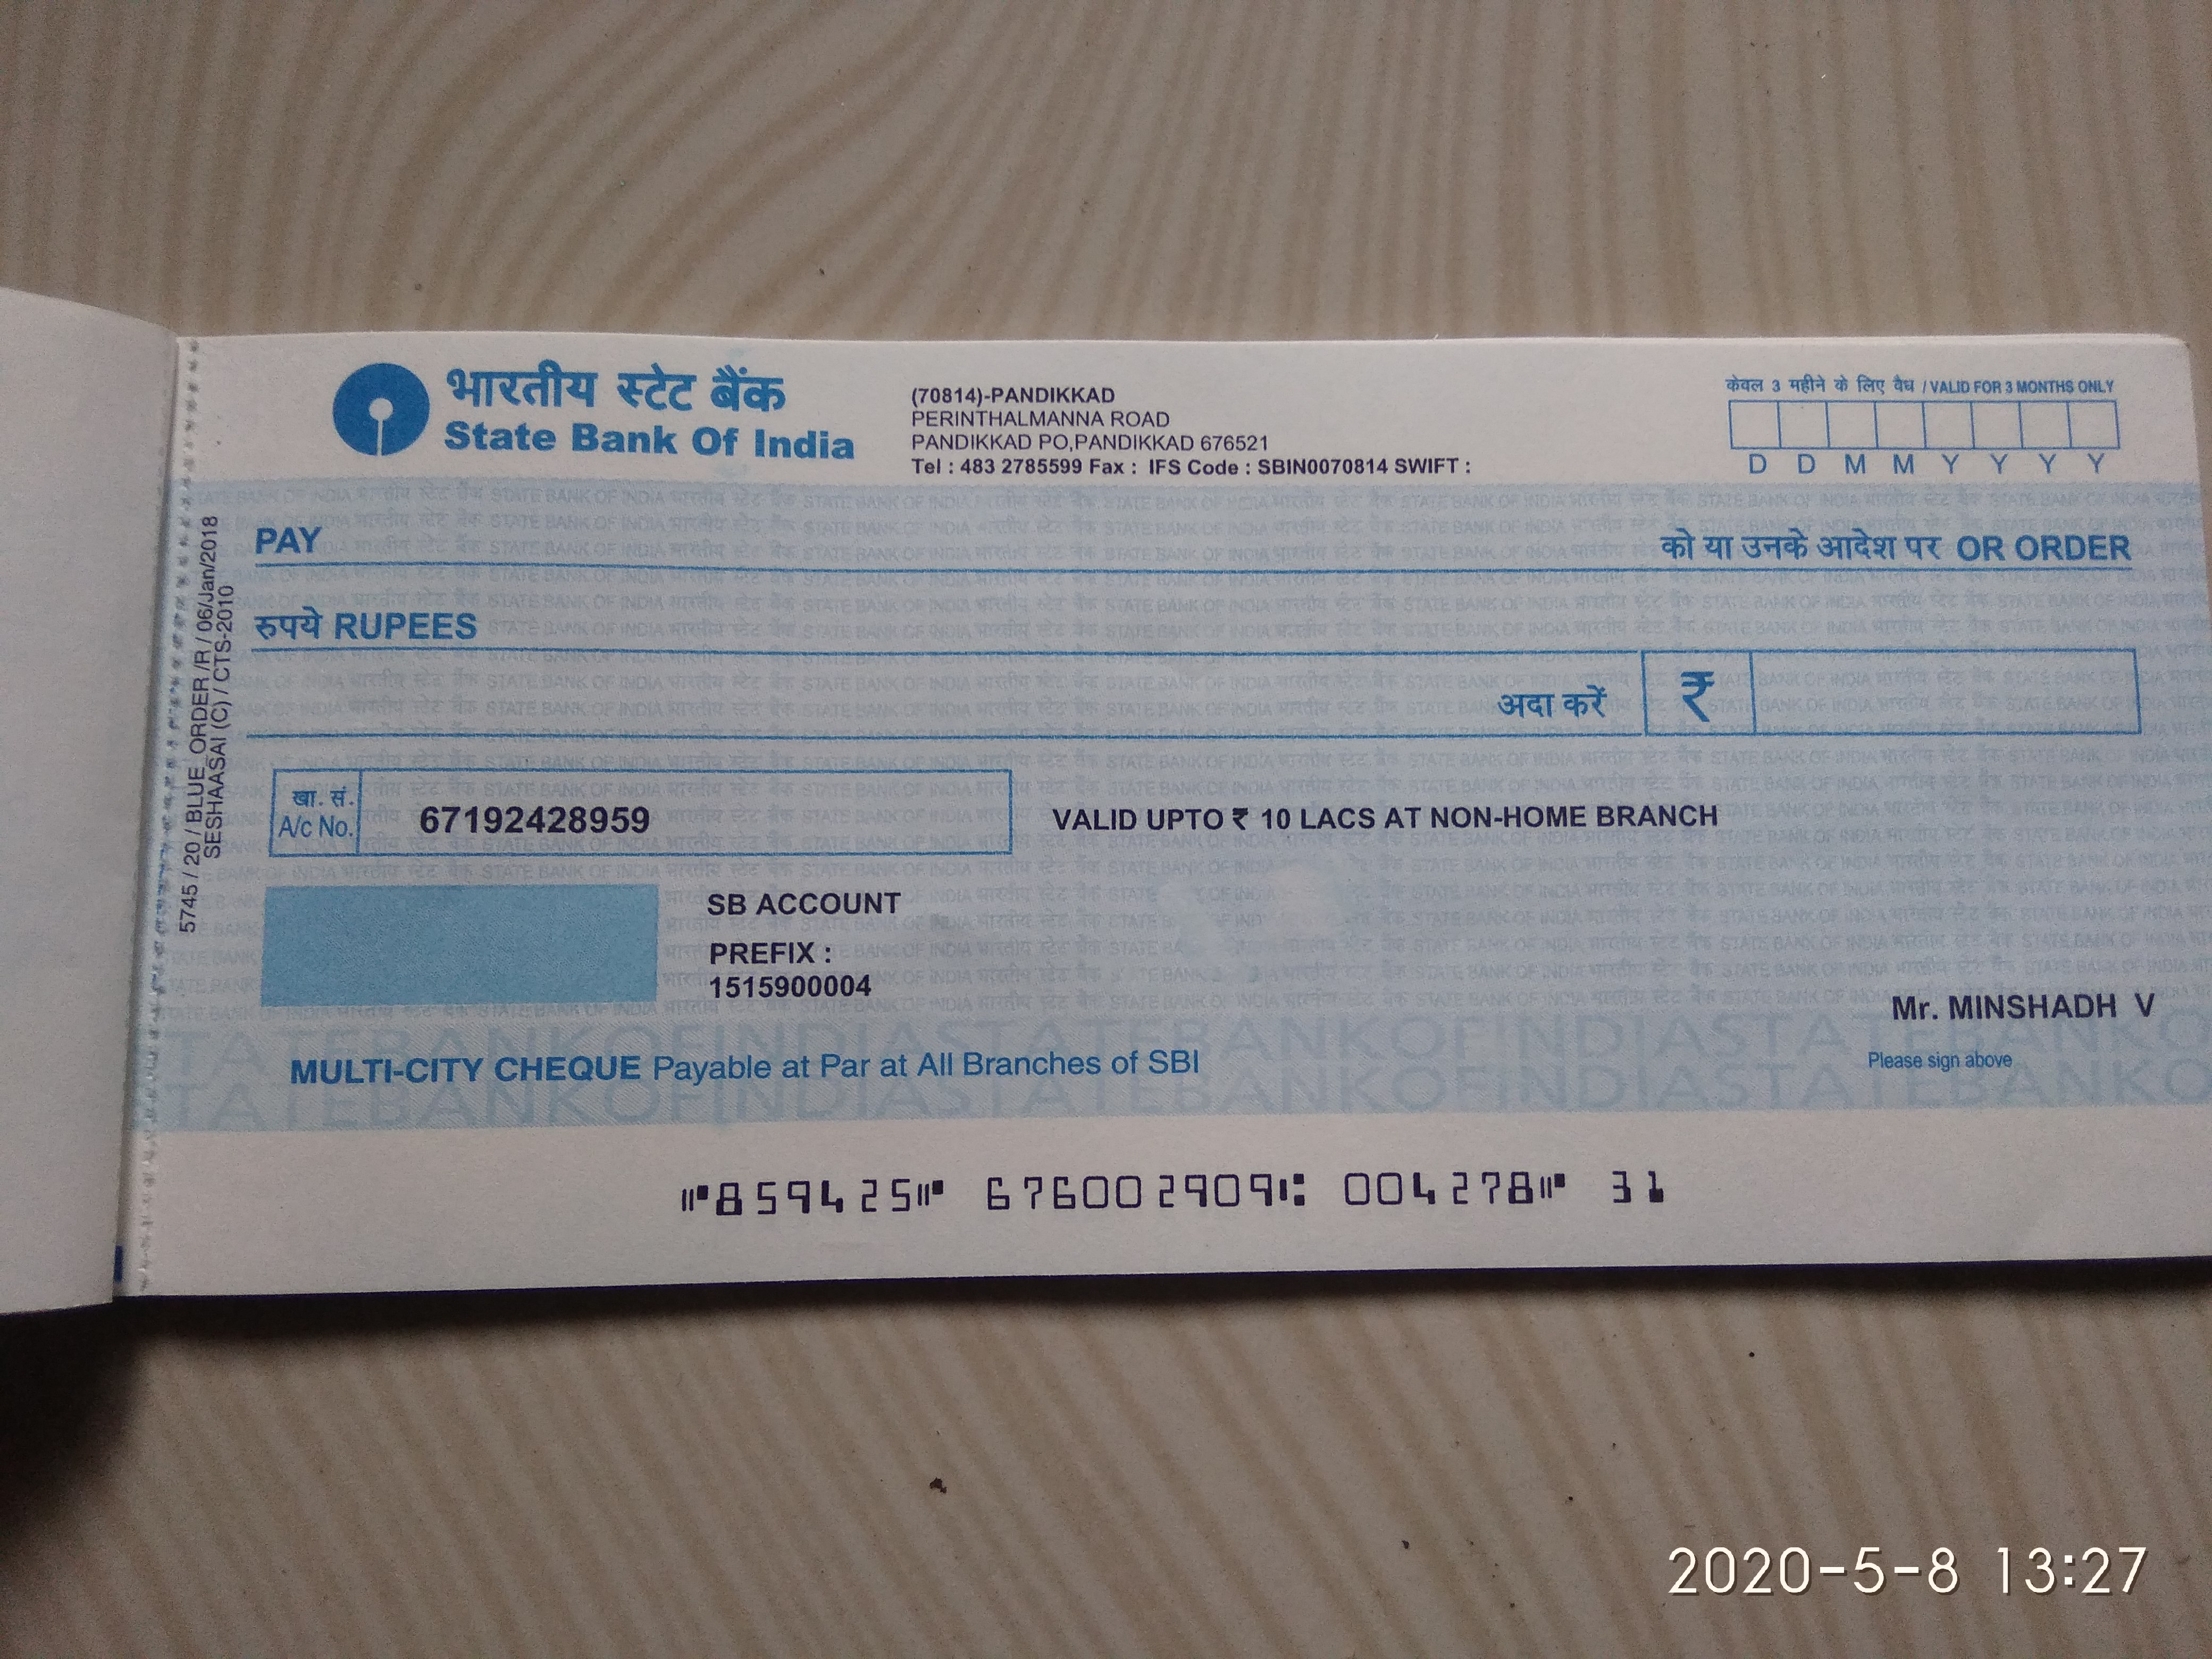 भारतीय स्टेट बैंक
State Bank Of India
(70814)-PANDIKKAD
PERINTHALMANNA ROAD
PANDIKKAD PO,PANDIKKAD 676521
Tel : 483 2785599 Fax : IFS Code : SBIN0070814 SWIFT :
केवल 3 महीने के लिए वैध / VALID FOR 3 MONTHS ONLY
D D M M Y Y Y Y
PAY
को या उनके आदेश पर OR ORDER
रुपये RUPEES
अदा करें ₹
खा. सं.
A/c No. 67192428959
VALID UPTO ₹ 10 LACS AT NON-HOME BRANCH
SB ACCOUNT
PREFIX :
1515900004
Mr. MINSHADH V
Please sign above
MULTI-CITY CHEQUE Payable at Par at All Branches of SBI
⑈859425⑈ 676002909⑆ 004278⑈ 31
5745 / 20 / BLUE_ORDER /R / 06/Jan/2018
SESHAASAI (C) / CTS-2010
2020-5-8 13:27